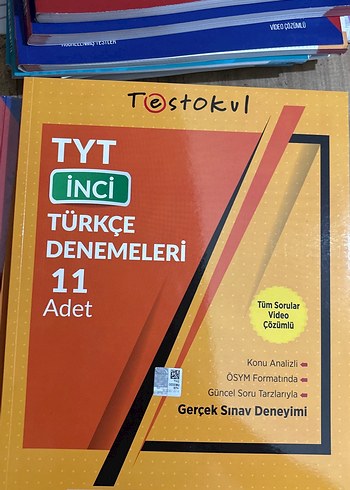 VİDEO ÇÖZÜMLÜ
Testokul
TYT
İNCİ
TÜRKÇE
DENEMELERİ
11
Adet
Tüm Sorular
Video
Çözümlü
Konu Analizli
ÖSYM Formatında
Güncel Soru Tarzlarıyla
Gerçek Sınav Deneyimi